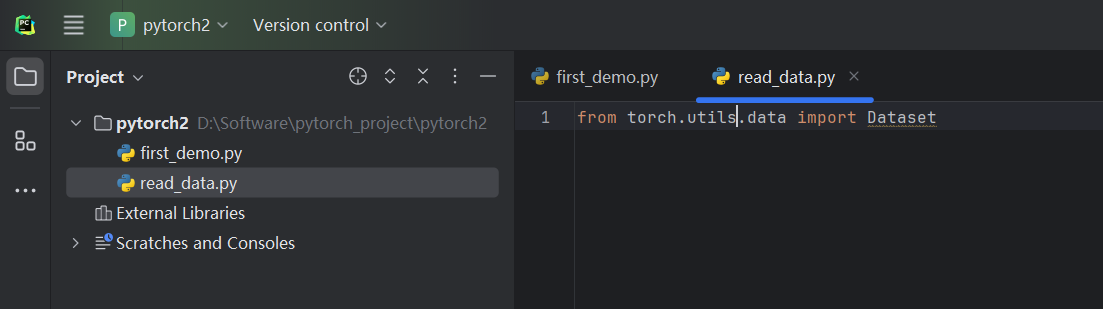 PC
P pytorch2 Version control
Project
first_demo.py read_data.py
pytorch2 D:\Software\pytorch_project\pytorch2
1 from torch.utils.data import Dataset
first_demo.py
read_data.py
External Libraries
Scratches and Consoles